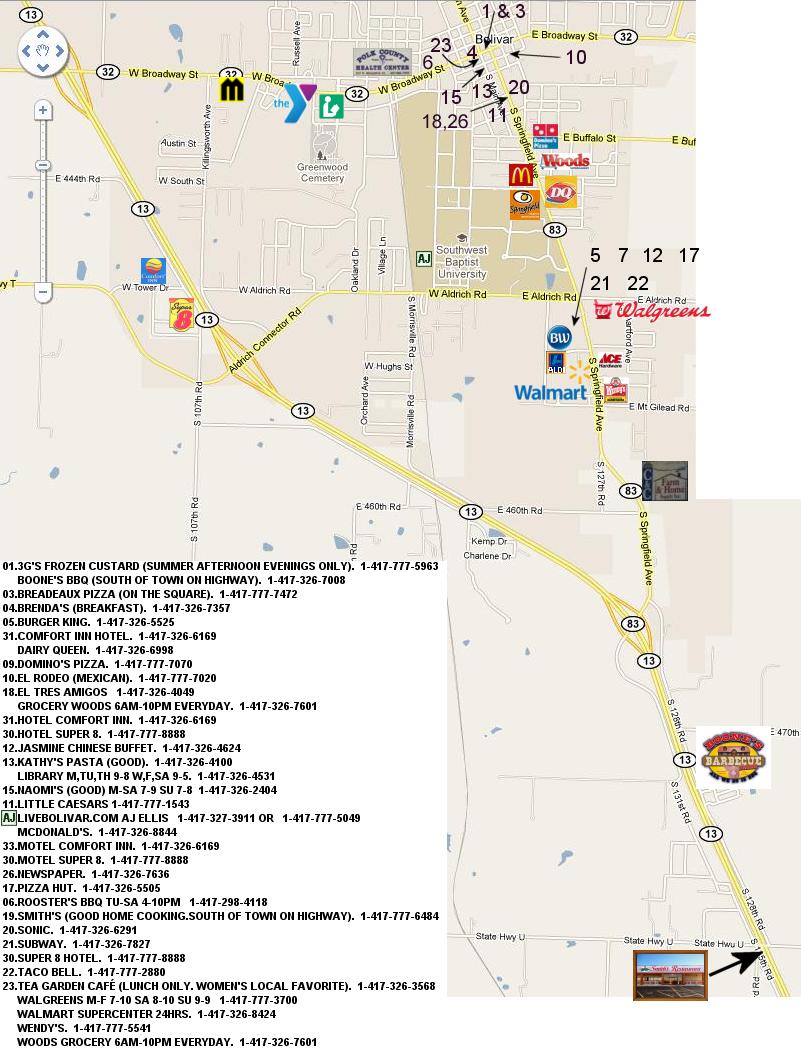 13
1 & 3
Bolivar
E Broadway St
32
10
Russell Ave
POLK COUNTY
HEALTH CENTER
23
6
4
W Broadway St
32
32
W Broa
32
W Broadway St
15
13
20
18,26
11
the Y
Killingsworth Ave
Austin St
W South St
Greenwood
Cemetery
S Springfield Ave
Domino's Pizza
E Buffalo St
E Buf
Woods
DQ
Springfield
E 444th Rd
13
83
Oakland Dr
Village Ln
AJ
Southwest
Baptist
University
5 7 12 17
21 22
Comfort Inn
W Tower Dr
wy T
W Aldrich Rd
W Aldrich Rd
E Aldrich Rd
E Aldrich Rd
Walgreens
Super 8
13
Aldrich Connector Rd
S Morrisville Rd
BW
ALDI
Walmart
ACE
Hardware
Wendy's
artford Ave
W Hughs St
Orchard Ave
Morrisville Rd
S Springfield Ave
E Mt Gilead Rd
S 107th Rd
13
S 127th Rd
83
C&C
Farm & Home
S 107th Rd
E 460th Rd
13
E 460th Rd
Kemp Dr
Charlene Dr
Rd
S Springfield Ave
83
13
S 128th Rd
E 470th
BOONE'S
BARBECUE
13
S 131st Rd
13
S 128th Rd
State Hwy U
State Hwy U
State Hwu U
S 135th Rd
Smith's Restaurant
01.3G'S FROZEN CUSTARD (SUMMER AFTERNOON EVENINGS ONLY). 1-417-777-5963
BOONE'S BBQ (SOUTH OF TOWN ON HIGHWAY). 1-417-326-7008
03.BREADEAUX PIZZA (ON THE SQUARE). 1-417-777-7472
04.BRENDA'S (BREAKFAST). 1-417-326-7357
05.BURGER KING. 1-417-326-5525
31.COMFORT INN HOTEL. 1-417-326-6169
DAIRY QUEEN. 1-417-326-6998
09.DOMINO'S PIZZA. 1-417-777-7070
10.EL RODEO (MEXICAN). 1-417-777-7020
18.EL TRES AMIGOS 1-417-326-4049
GROCERY WOODS 6AM-10PM EVERYDAY. 1-417-326-7601
31.HOTEL COMFORT INN. 1-417-326-6169
30.HOTEL SUPER 8. 1-417-777-8888
12.JASMINE CHINESE BUFFET. 1-417-326-4624
13.KATHY'S PASTA (GOOD). 1-417-326-4100
LIBRARY M,TU,TH 9-8 W,F,SA 9-5. 1-417-326-4531
15.NAOMI'S (GOOD) M-SA 7-9 SU 7-8 1-417-326-2404
11.LITTLE CAESARS 1-417-777-1543
AJ LIVEBOLIVAR.COM AJ ELLIS 1-417-327-3911 OR 1-417-777-5049
MCDONALD'S. 1-417-326-8844
33.MOTEL COMFORT INN. 1-417-326-6169
30.MOTEL SUPER 8. 1-417-777-8888
26.NEWSPAPER. 1-417-326-7636
17.PIZZA HUT. 1-417-326-5505
06.ROOSTER'S BBQ TU-SA 4-10PM 1-417-298-4118
19.SMITH'S (GOOD HOME COOKING.SOUTH OF TOWN ON HIGHWAY). 1-417-777-6484
20.SONIC. 1-417-326-6291
21.SUBWAY. 1-417-326-7827
30.SUPER 8 HOTEL. 1-417-777-8888
22.TACO BELL. 1-417-777-2880
23.TEA GARDEN CAFÉ (LUNCH ONLY. WOMEN'S LOCAL FAVORITE). 1-417-326-3568
WALGREENS M-F 7-10 SA 8-10 SU 9-9 1-417-777-3700
WALMART SUPERCENTER 24HRS. 1-417-326-8424
WENDY'S. 1-417-777-5541
WOODS GROCERY 6AM-10PM EVERYDAY. 1-417-326-7601